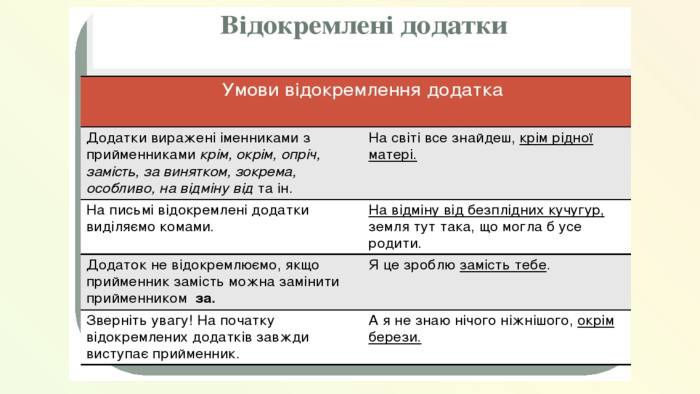 Відокремлені додатки
Умови відокремлення додатка
Додатки виражені іменниками з
прийменниками крім, окрім, опріч,
замість, за винятком, зокрема,
особливо, на відміну від та ін.
На світі все знайдеш, крім рідної
матері.
На письмі відокремлені додатки
виділяємо комами.
На відміну від безплідних кучугур,
земля тут така, що могла б усе
родити.
Додаток не відокремлюємо, якщо
прийменник замість можна замінити
прийменником за.
Я це зроблю замість тебе.
Зверніть увагу! На початку
відокремлених додатків завжди
виступає прийменник.
А я не знаю нічого ніжнішого, окрім
берези.